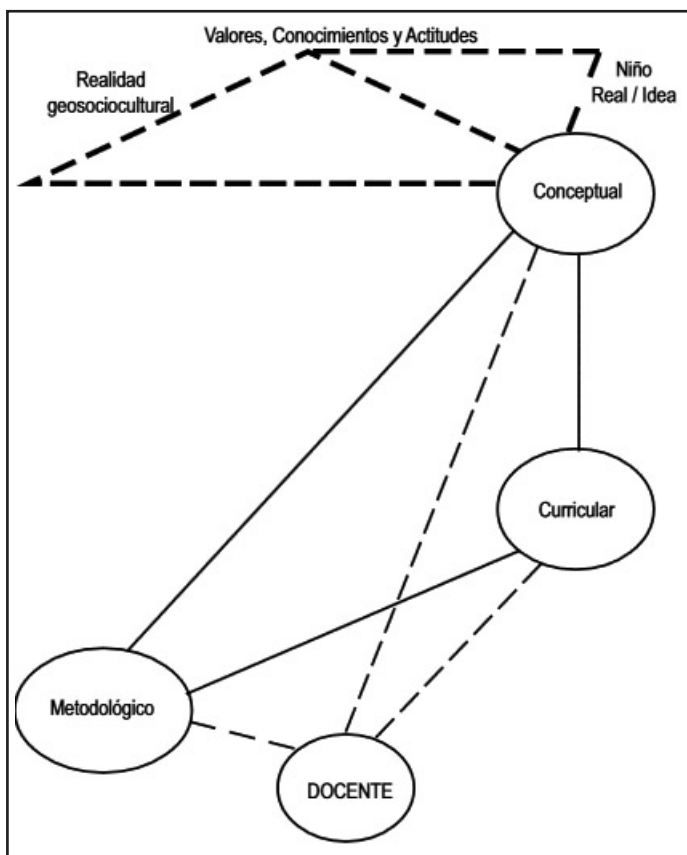 Valores, Conocimientos y Actitudes
Realidad
geosociocultural
Niño
Real / Idea
Conceptual
Curricular
Metodológico
DOCENTE